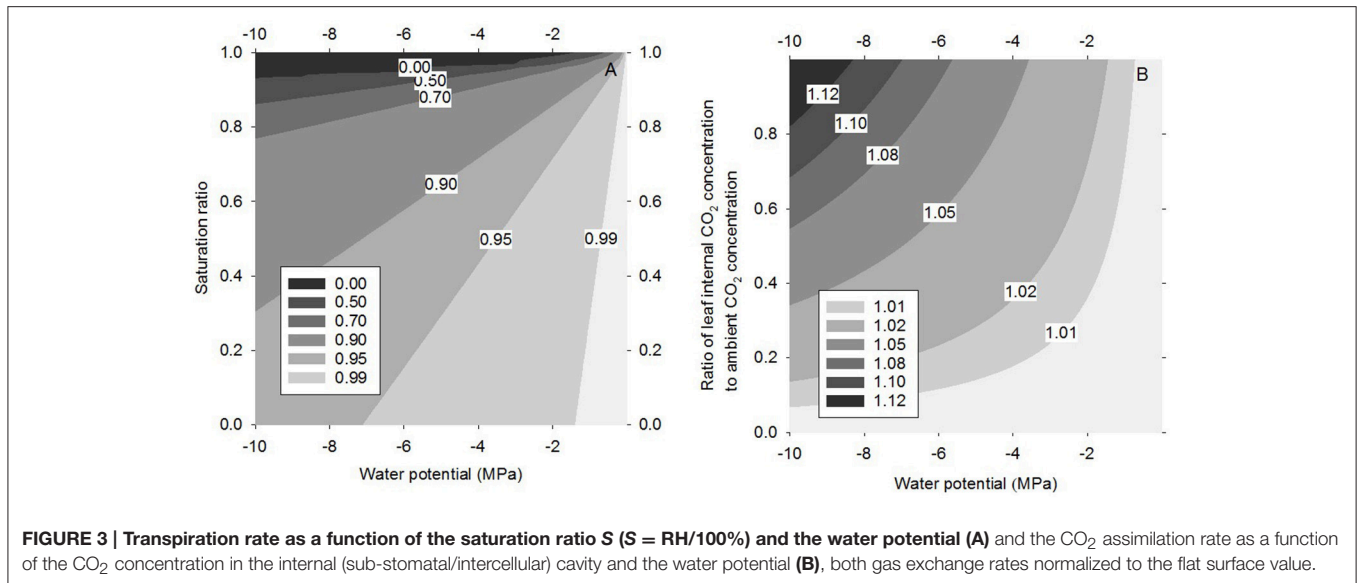 -10 -8 -6 -4 -2
1.0 0.8 0.6 0.4 0.2 0.0
Saturation ratio
A
0.00
0.50
0.70
0.90
0.95
0.99
0.00
0.50
0.70
0.90
0.95
0.99
1.0 0.8 0.6 0.4 0.2 0.0
-10 -8 -6 -4 -2
Water potential (MPa)
-10 -8 -6 -4 -2
Ratio of leaf internal CO₂ concentration
to ambient CO₂ concentration
0.8 0.6 0.4 0.2 0.0
B
1.12
1.10
1.08
1.05
1.02
1.01
1.01
1.02
1.05
1.08
1.10
1.12
-10 -8 -6 -4 -2
Water potential (MPa)
FIGURE 3 | Transpiration rate as a function of the saturation ratio S (S = RH/100%) and the water potential (A) and the CO₂ assimilation rate as a function
of the CO₂ concentration in the internal (sub-stomatal/intercellular) cavity and the water potential (B), both gas exchange rates normalized to the flat surface value.